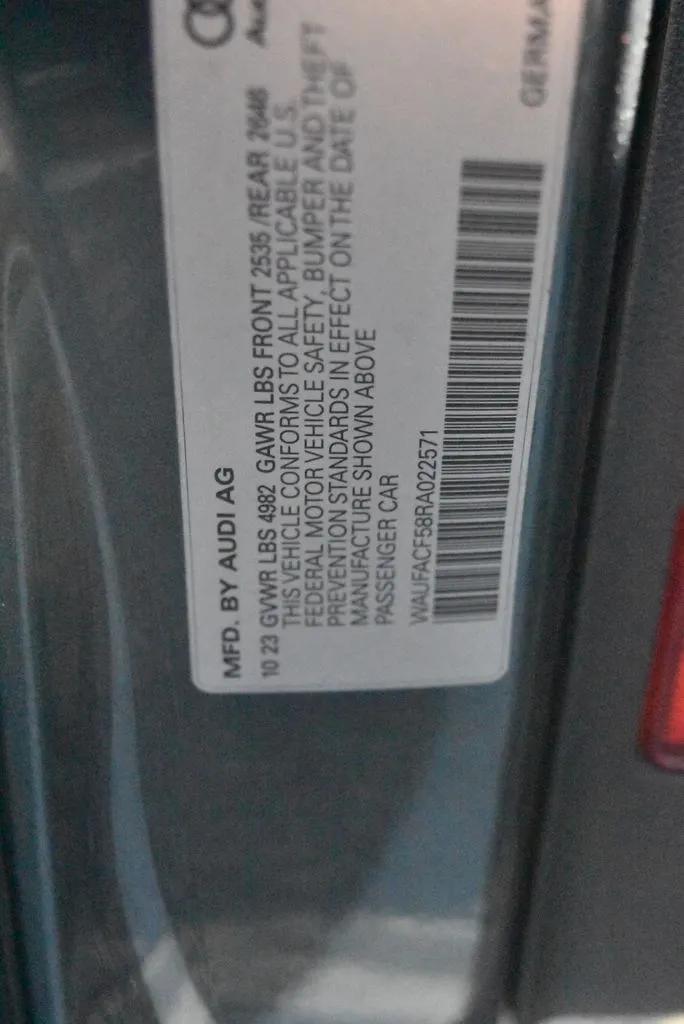 Audi
GERMANY
MFD. BY AUDI AG
10 23 GVWR LBS 4982 GAWR LBS FRONT 2535 /REAR 2646
THIS VEHICLE CONFORMS TO ALL APPLICABLE U.S.
FEDERAL MOTOR VEHICLE SAFETY, BUMPER AND THEFT
PREVENTION STANDARDS IN EFFECT ON THE DATE OF
MANUFACTURE SHOWN ABOVE
PASSENGER CAR
WAUFACF58RA022571